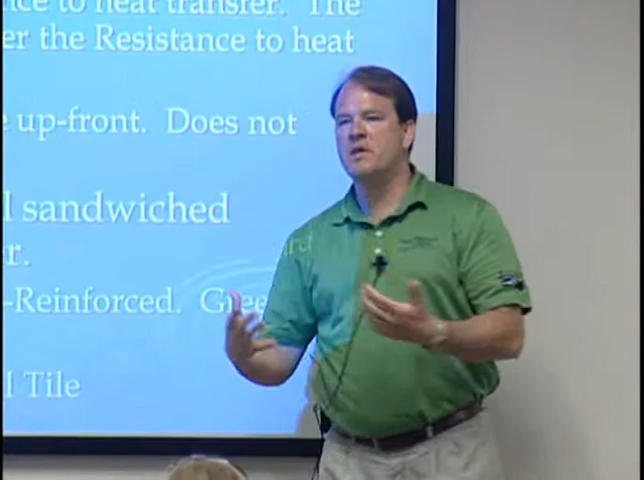 nce to heat transfer. The
er the Resistance to heat
e up-front. Does not
l sandwiched
r.
-Reinforced. Gree
l Tile